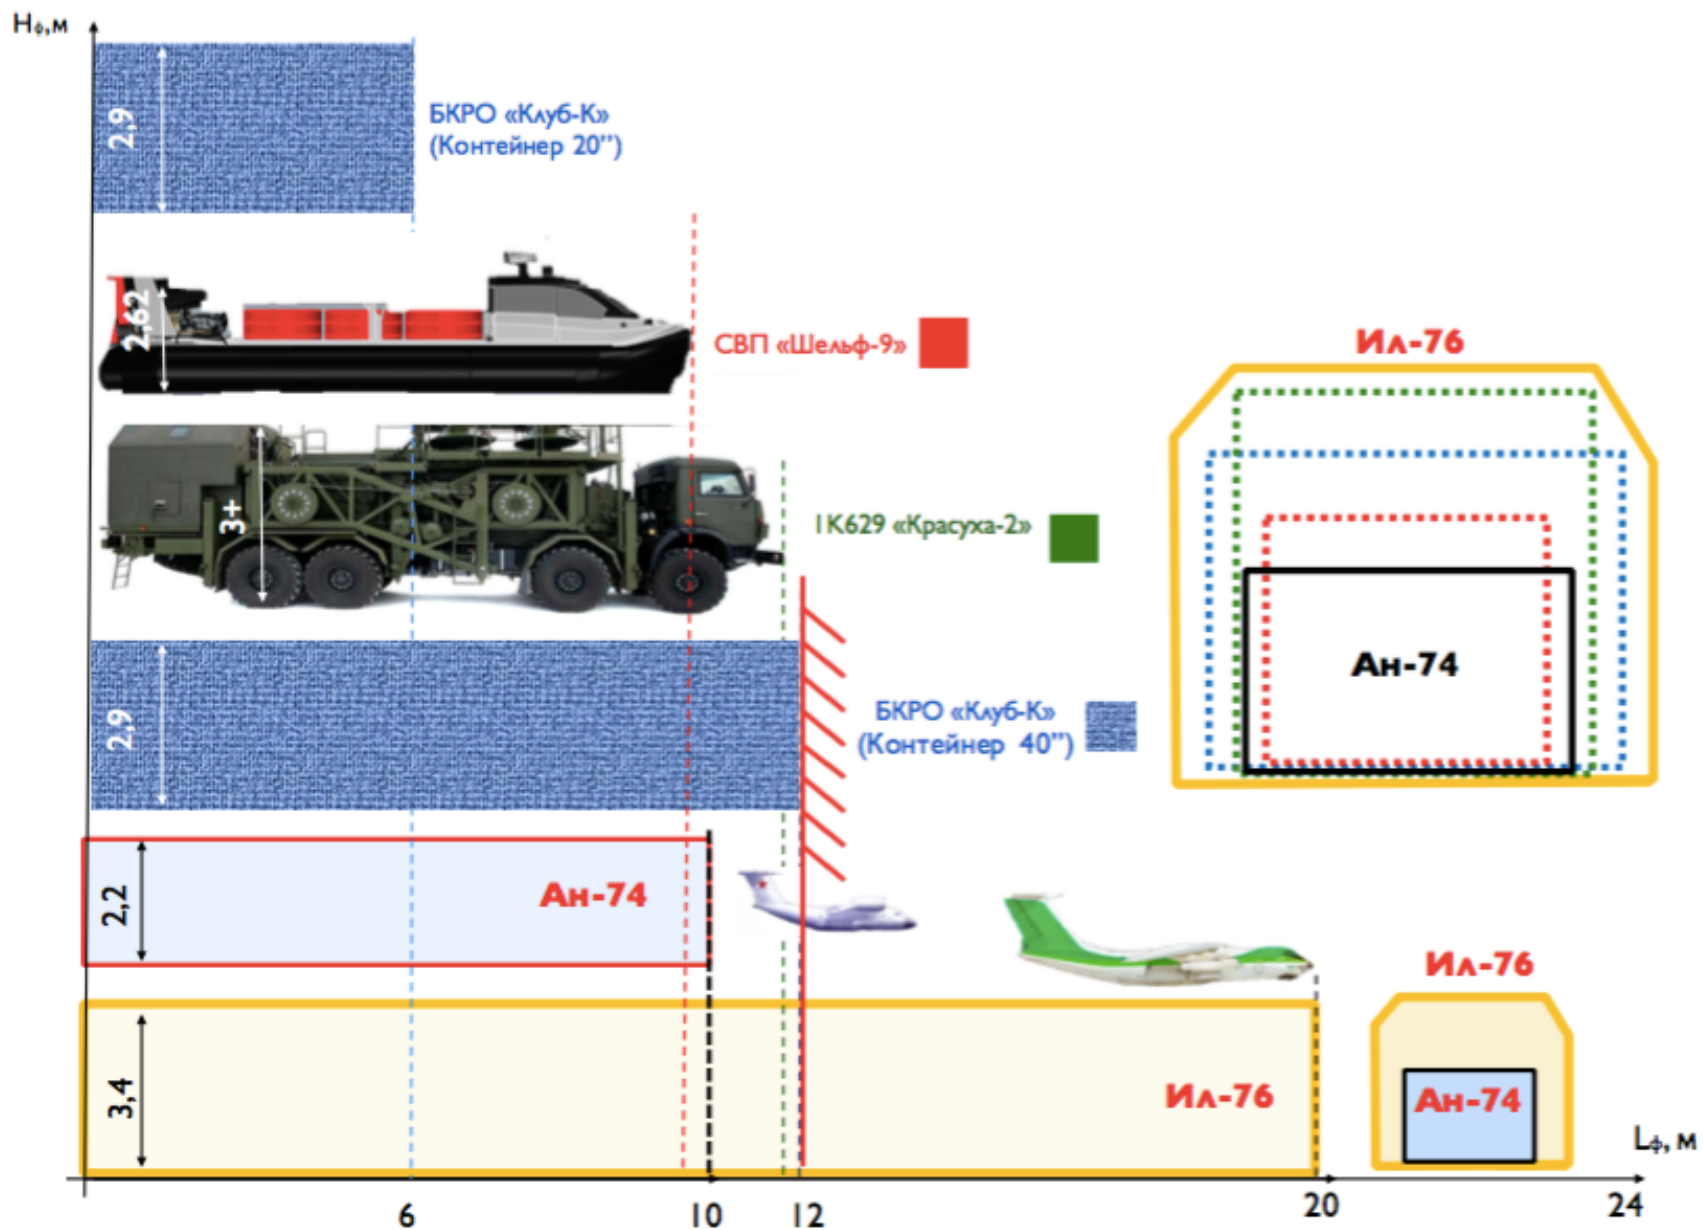 Hф,м
2,9
БКРО «Клуб-К»
(Контейнер 20”)
2,62
СВП «Шельф-9»
Ил-76
3+
1К629 «Красуха-2»
Ан-74
2,9
БКРО «Клуб-К»
(Контейнер 40”)
2,2
Ан-74
Ил-76
3,4
Ил-76
Ан-74
Lф, м
6
10
12
20
24